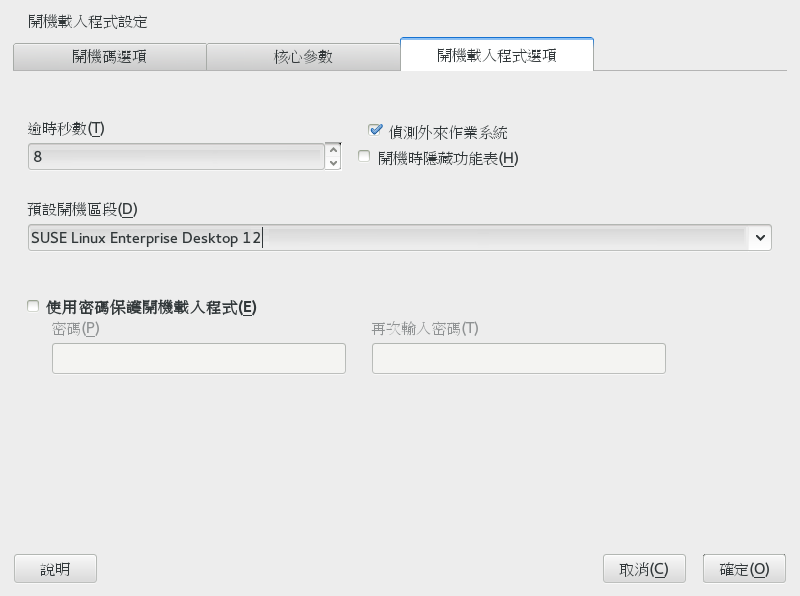 開機載入程式設定
開機碼選項
核心參數
開機載入程式選項
逾時秒數(T)
偵測外來作業系統
8
開機時隱藏功能表(H)
預設開機區段(D)
SUSE Linux Enterprise Desktop 12
使用密碼保護開機載入程式(E)
密碼(P)
再次輸入密碼(T)
說明
取消(C)
確定(O)